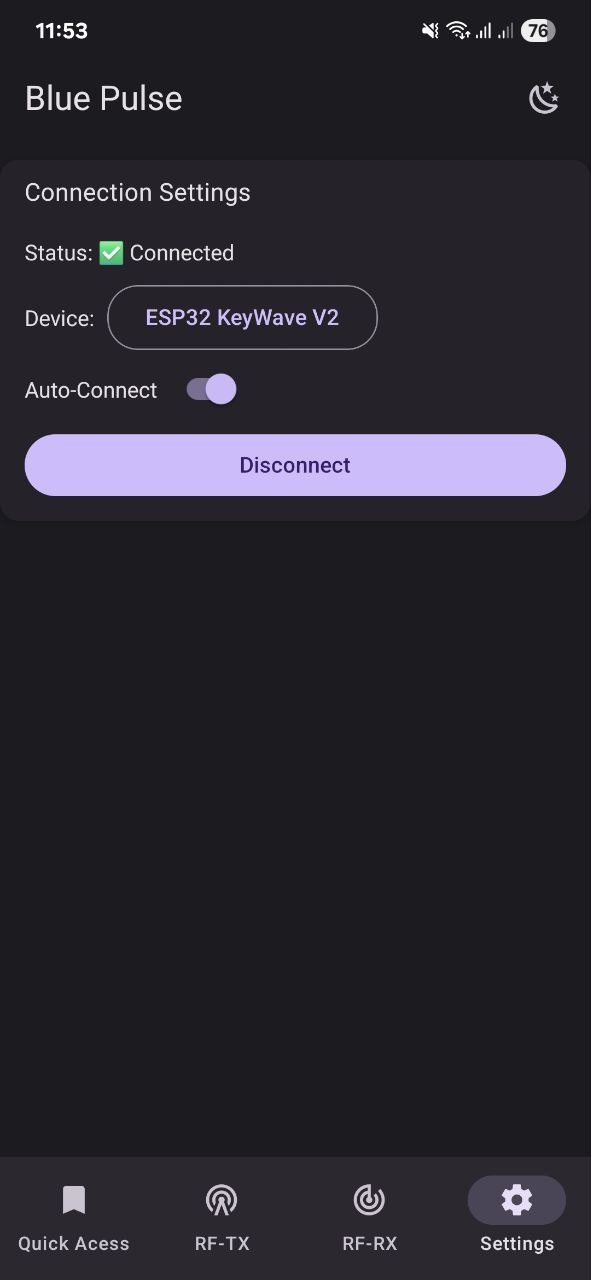 11:53
76
Blue Pulse
Connection Settings
Status: ✅ Connected
Device: ESP32 KeyWave V2
Auto-Connect
Disconnect
Quick Acess
RF-TX
RF-RX
Settings